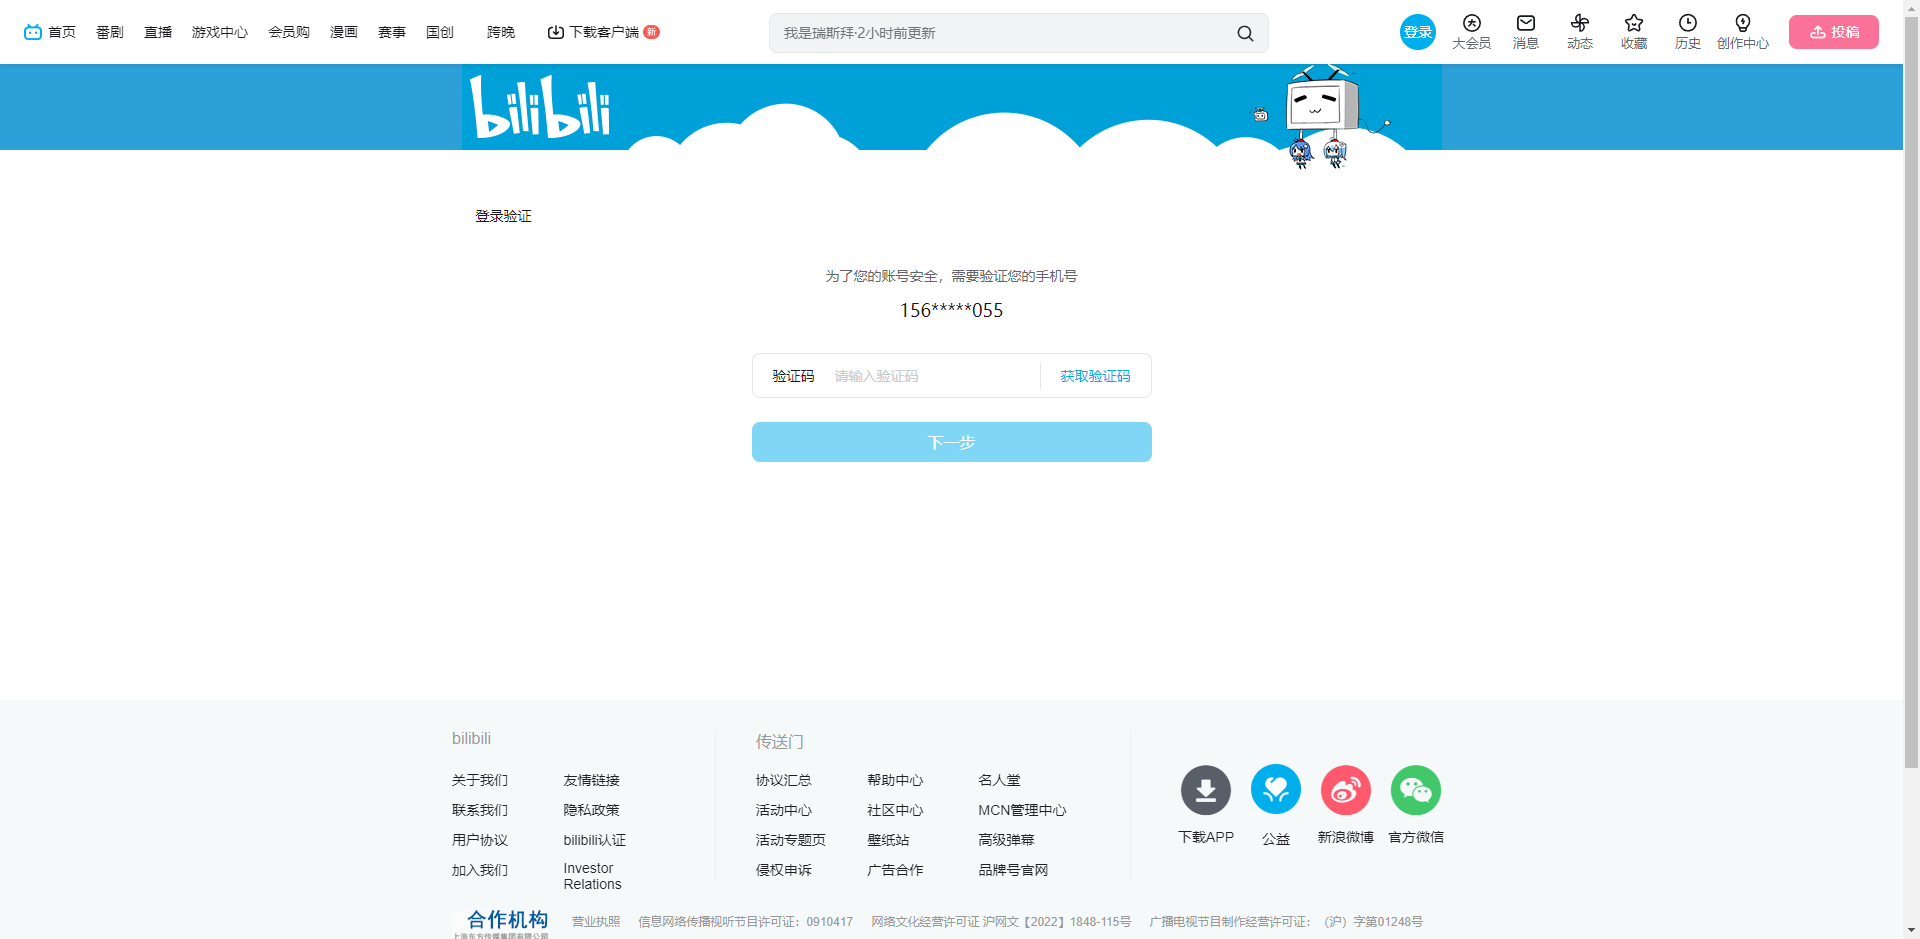 首页 番剧 直播 游戏中心 会员购 漫画 赛事 国创 跨晚 下载客户端 新
我是瑞斯拜·2小时前更新
登录 大会员 消息 动态 收藏 历史 创作中心 投稿
bilibili
登录验证
为了您的账号安全，需要验证您的手机号
156*****055
验证码 请输入验证码 获取验证码
下一步
bilibili
关于我们 友情链接
联系我们 隐私政策
用户协议 bilibili认证
加入我们 Investor Relations
传送门
协议汇总 帮助中心 名人堂
活动中心 社区中心 MCN管理中心
活动专题页 壁纸站 高级弹幕
侵权申诉 广告合作 品牌号官网
下载APP 公益 新浪微博 官方微信
合作机构
上海东方传媒集团有限公司
营业执照 信息网络传播视听节目许可证：0910417 网络文化经营许可证 沪网文【2022】1848-115号 广播电视节目制作经营许可证：（沪）字第01248号